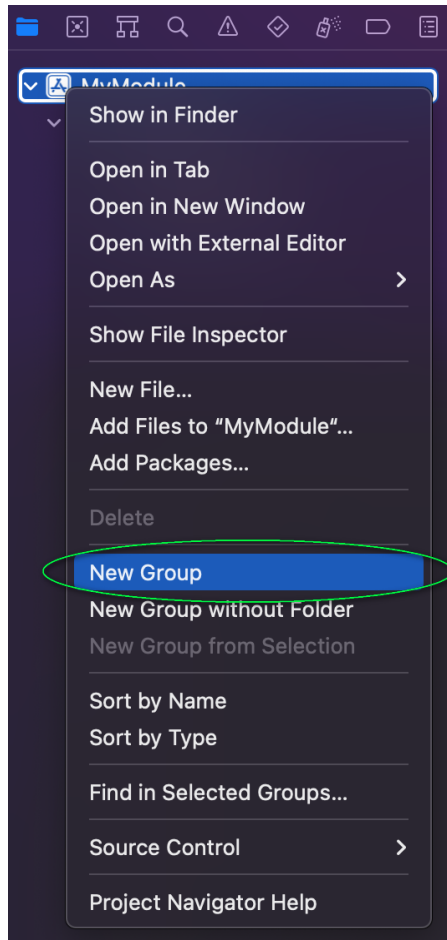 MyModule
Show in Finder
Open in Tab
Open in New Window
Open with External Editor
Open As
Show File Inspector
New File...
Add Files to “MyModule“...
Add Packages...
Delete
New Group
New Group without Folder
New Group from Selection
Sort by Name
Sort by Type
Find in Selected Groups...
Source Control
Project Navigator Help